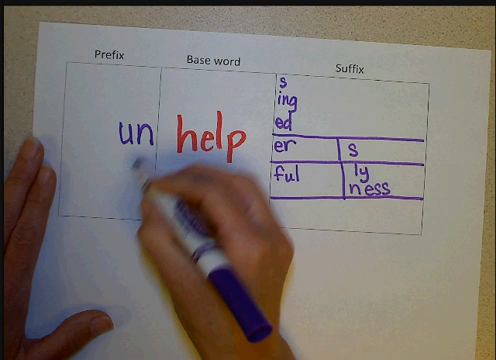 Prefix Base word Suffix
s
ing
ed
un help er s
ful ly
ness